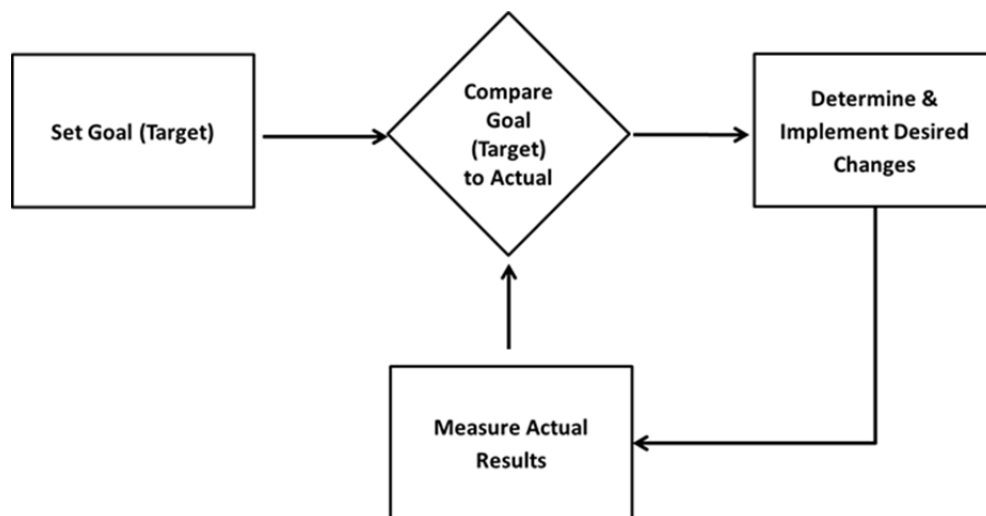 Set Goal (Target)
Compare
Goal
(Target)
to Actual
Determine &
Implement Desired
Changes
Measure Actual
Results